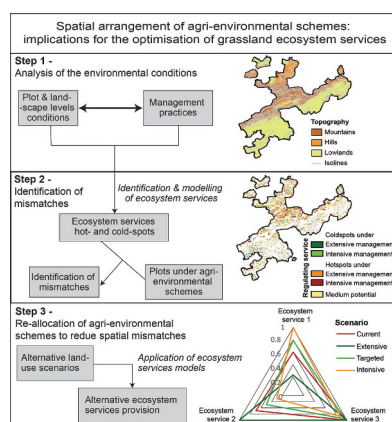 Spatial arrangement of agri-environmental schemes:
implications for the optimisation of grassland ecosystem services
Step 1 -
Analysis of the environmental conditions
Plot & land-
scape levels
conditions
Management
practices
Topography
Mountains
Hills
Lowlands
Isolines
Step 2 -
Identification of
mismatches
Identification & modelling
of ecosystem services
Ecosystem services
hot- and cold-spots
Identification of
mismatches
Plots under agri-
environmental
schemes
Regulating service
Coldspots under
Extensive management
Intensive management
Hotspots under
Extensive management
Intensive management
Medium potential
Step 3 -
Re-allocation of agri-environmental
schemes to redue spatial mismatches
Alternative land-
use scenarios
Application of ecosystem
services models
Alternative ecosystem
services provision
Ecosystem
service 1
1
0.8
0.6
0.4
0.2
0
Ecosystem
service 2
Ecosystem
service 3
Scenario
Current
Extensive
Targeted
Intensive